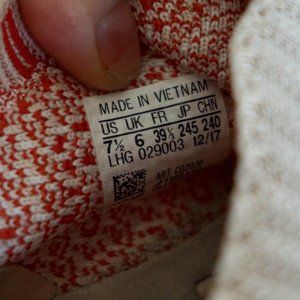 MADE IN VIETNAM
US UK FR JP CHN
7½ 6 39⅓ 245 240
LHG 029003 12/17
ART